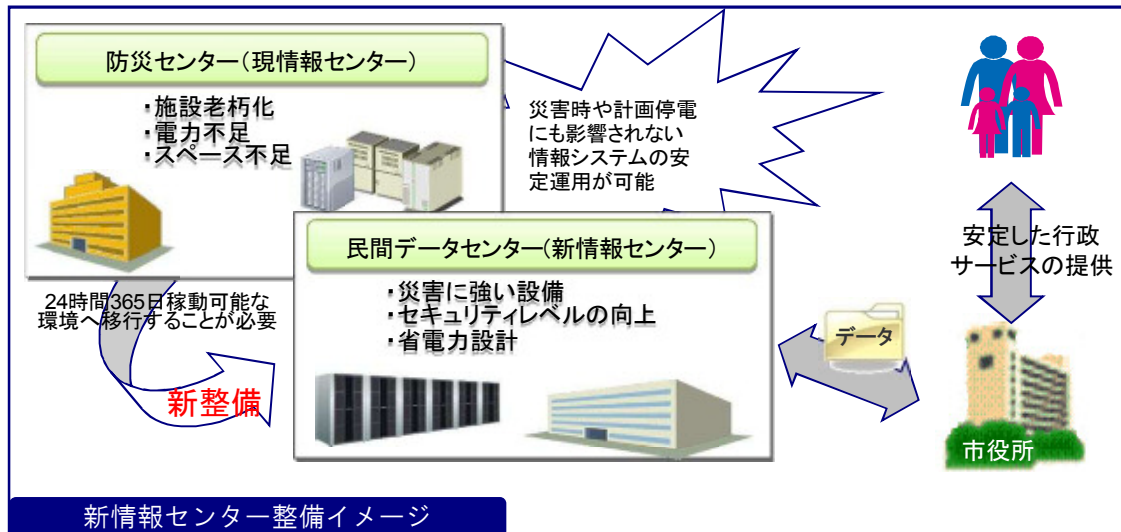 防災センター(現情報センター)
・施設老朽化
・電力不足
・スペース不足
災害時や計画停電
にも影響されない
情報システムの安
定運用が可能
民間データセンター(新情報センター)
・災害に強い設備
・セキュリティレベルの向上
・省電力設計
24時間365日稼動可能な
環境へ移行することが必要
新整備
データ
安定した行政
サービスの提供
市役所
新情報センター整備イメージ